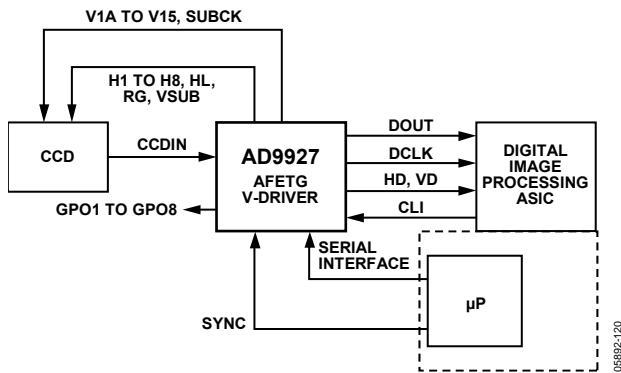 V1A TO V15, SUBCK
H1 TO H8, HL,
RG, VSUB
CCD
CCDIN
AD9927
AFETG
V-DRIVER
DOUT
DCLK
HD, VD
CLI
DIGITAL
IMAGE
PROCESSING
ASIC
GPO1 TO GPO8
SERIAL
INTERFACE
µP
SYNC
05892-120